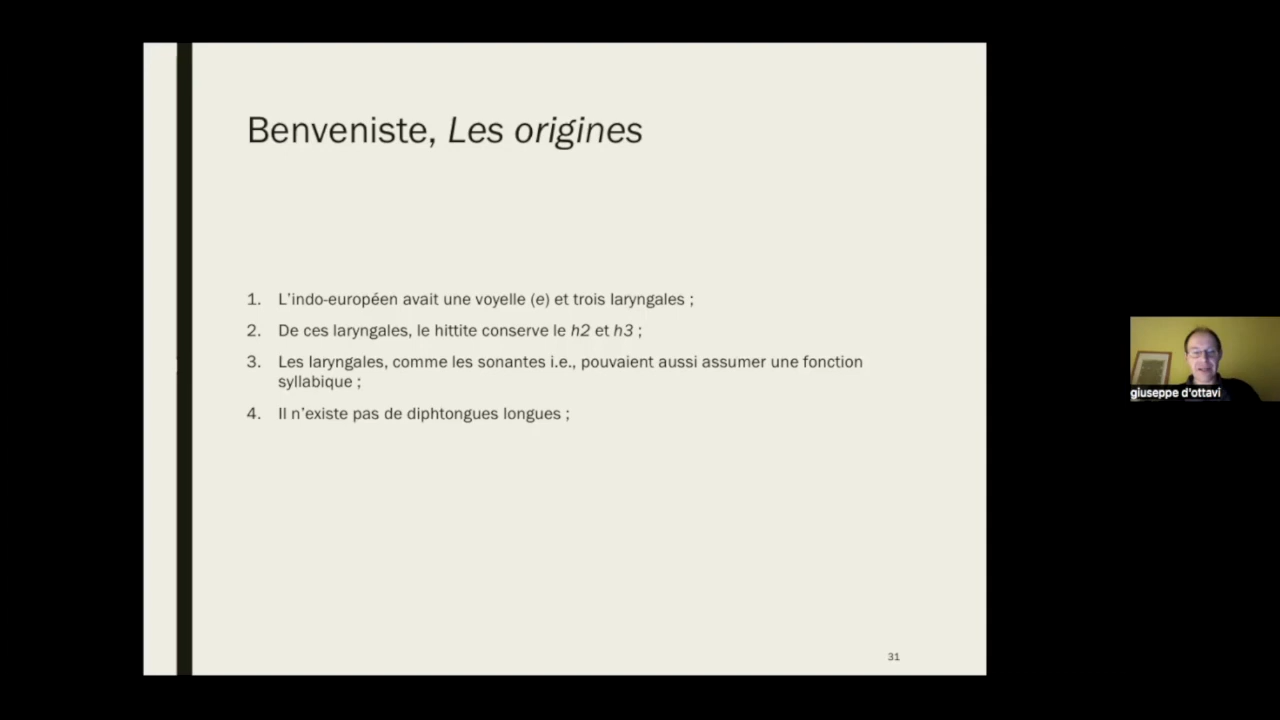 Benveniste, Les origines
1. L’indo-européen avait une voyelle (e) et trois laryngales ;
2. De ces laryngales, le hittite conserve le h2 et h3 ;
3. Les laryngales, comme les sonantes i.e., pouvaient aussi assumer une fonction
syllabique ;
4. Il n’existe pas de diphtongues longues ;
giuseppe d'ottavi
31